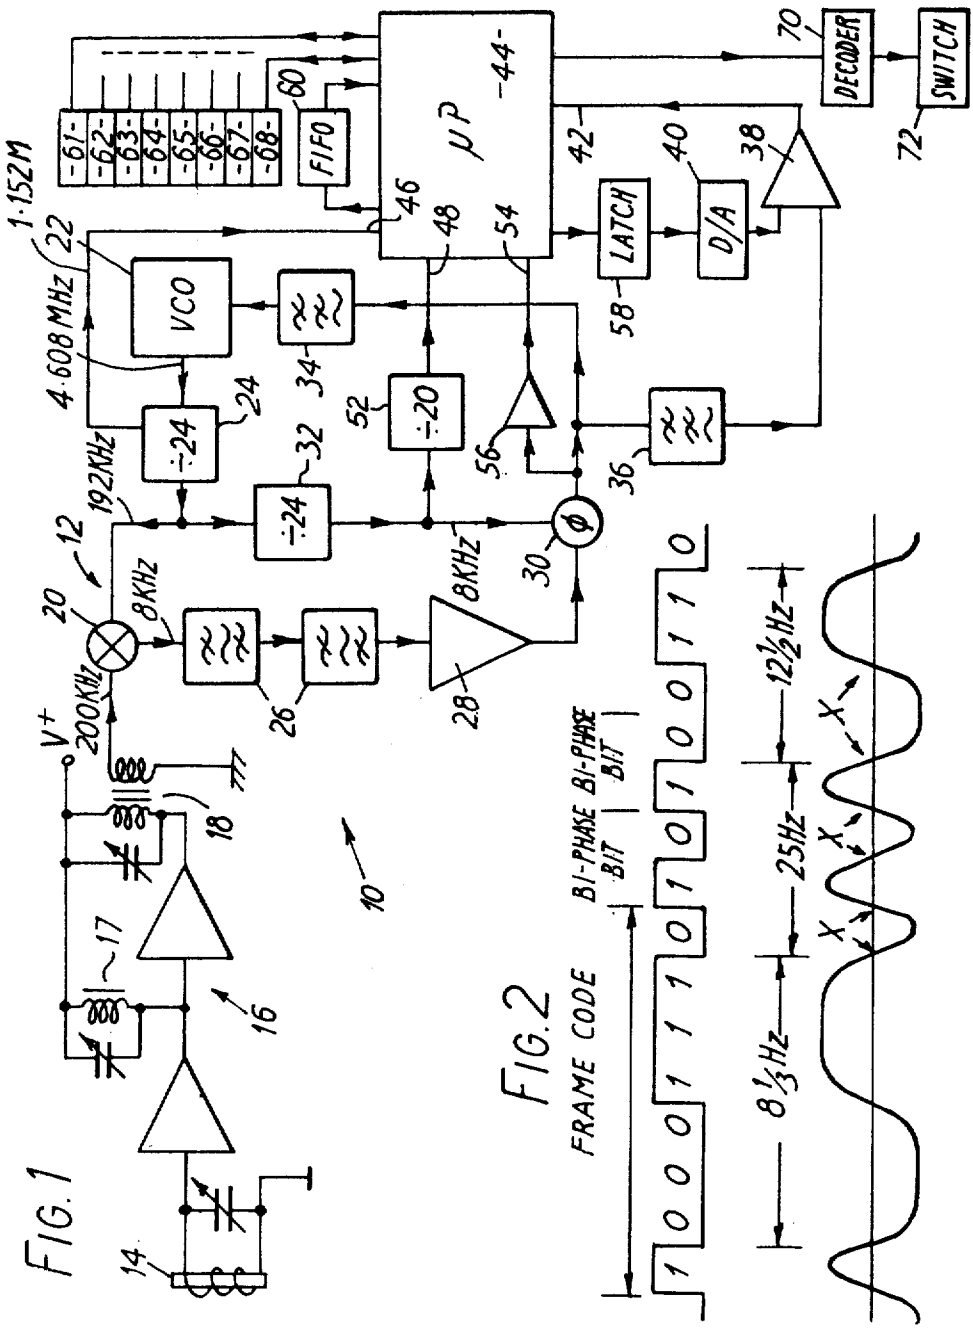 FIG.1
14
16
17
18
V+
200KHz
20
12
8KHz
192KHz
4·608MHz
1·152M
22
VCO
÷24
24
÷24
32
26
28
8KHz
30
Φ
34
52
÷20
56
36
46
48
54
µP
-44-
-61-
-62-
-63-
-64-
-65-
-66-
-67-
-68-
FIFO
60
LATCH
58
D/A
40
42
38
DECODER
70
SWITCH
72
10
FIG.2
FRAME CODE
BI-PHASE BIT
BI-PHASE BIT
1 0 0 0 1 1 1 0 1 0 1 0 0 1 1 0
8 1/3 Hz
25Hz
12 1/2 Hz
X
X
X